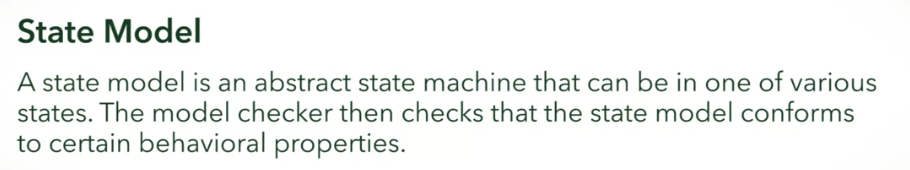 State Model
A state model is an abstract state machine that can be in one of various
states. The model checker then checks that the state model conforms
to certain behavioral properties.